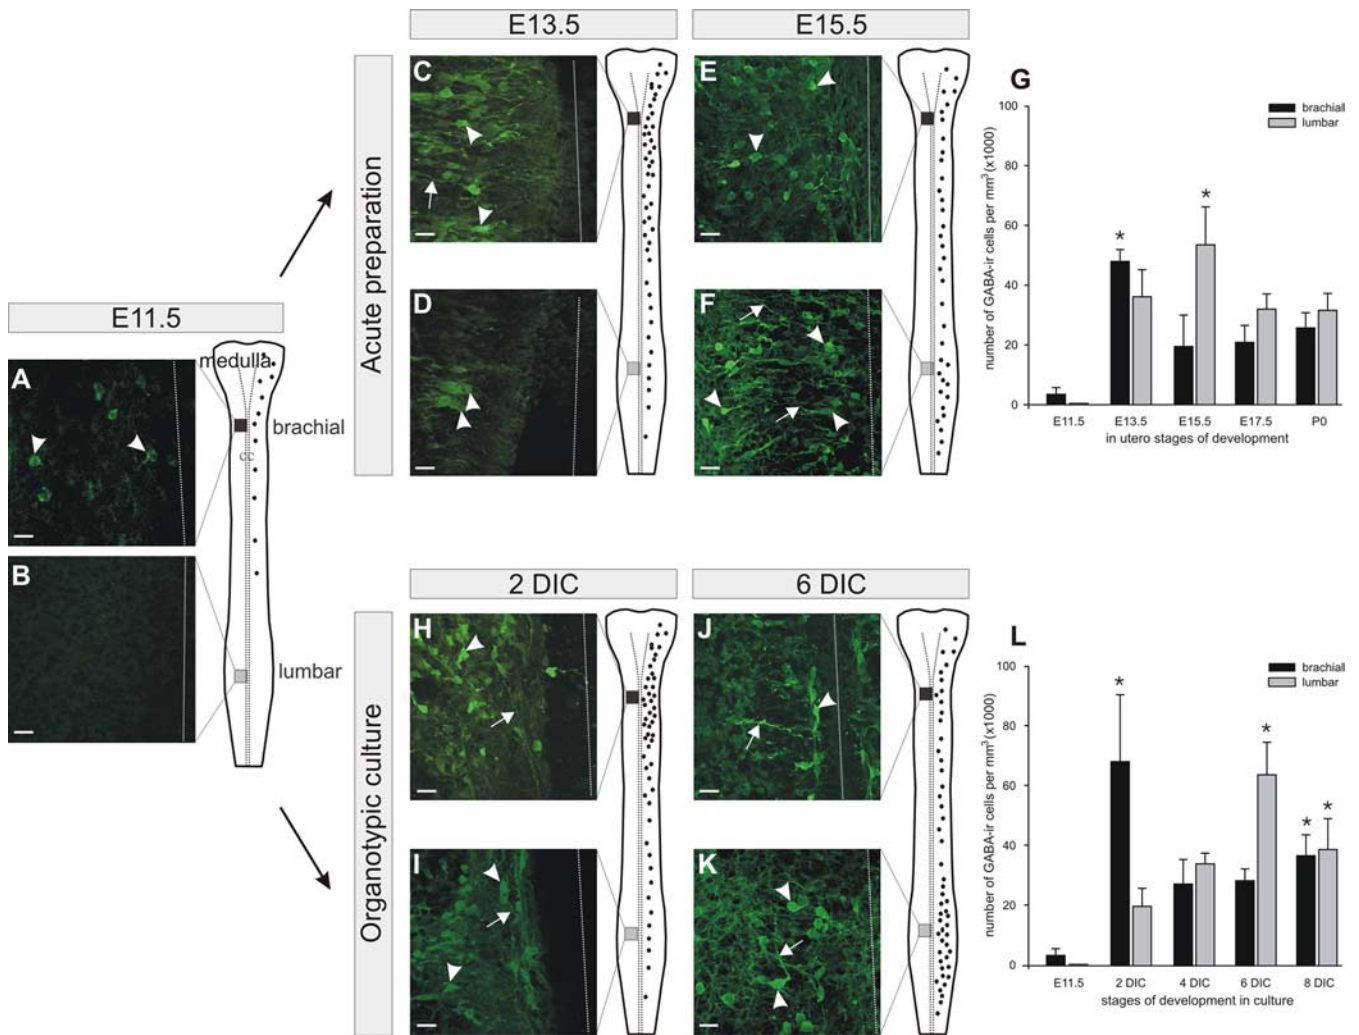 E13.5
E15.5
Acute preparation
C
D
E
F
G
number of GABA-ir cells per mm³ (x1000)
100
80
60
40
20
0
brachial
lumbar
*
*
E11.5
E13.5
E15.5
E17.5
P0
in utero stages of development
E11.5
A
B
medulla
brachial
cc
lumbar
2 DIC
6 DIC
Organotypic culture
H
I
J
K
L
number of GABA-ir cells per mm³ (x1000)
100
80
60
40
20
0
brachial
lumbar
*
*
*
*
E11.5
2 DIC
4 DIC
6 DIC
8 DIC
stages of development in culture